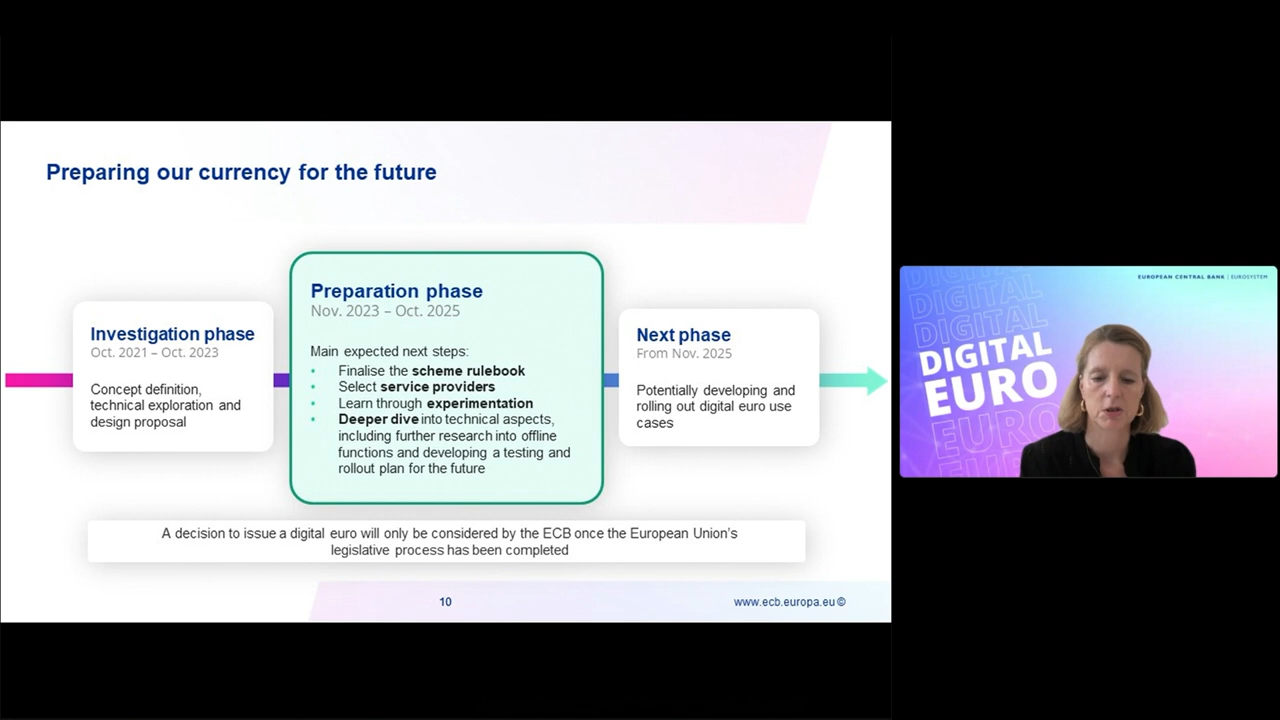 Preparing our currency for the future
Investigation phase
Oct. 2021 – Oct. 2023
Concept definition,
technical exploration and
design proposal
Preparation phase
Nov. 2023 – Oct. 2025
Main expected next steps:
• Finalise the scheme rulebook
• Select service providers
• Learn through experimentation
• Deeper dive into technical aspects,
including further research into offline
functions and developing a testing and
rollout plan for the future
Next phase
From Nov. 2025
Potentially developing and
rolling out digital euro use
cases
A decision to issue a digital euro will only be considered by the ECB once the European Union’s
legislative process has been completed
10
www.ecb.europa.eu ©
EUROPEAN CENTRAL BANK | EUROSYSTEM
DIGITAL
DIGITAL
DIGITAL
DIGITAL
EURO
EURO
EURO